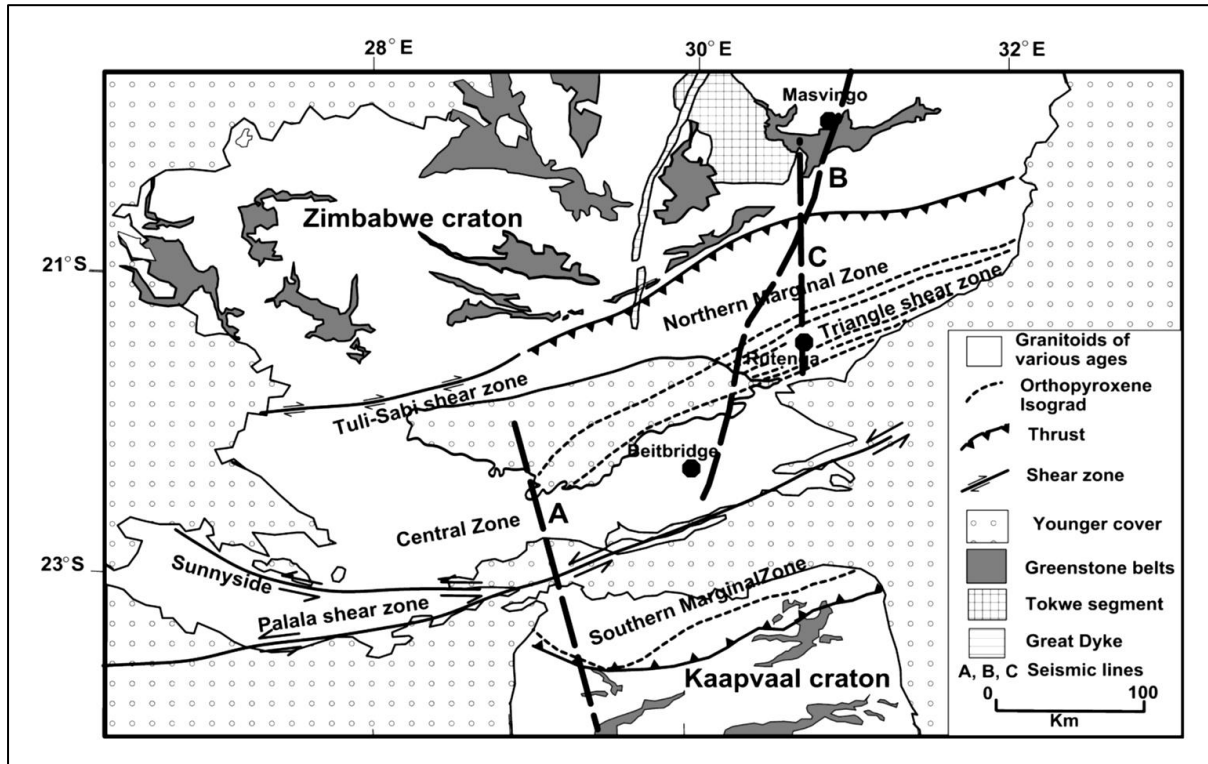 28°E
30°E
32°E
Masvingo
B
Zimbabwe craton
21°S
C
Northern Marginal Zone
Triangle shear zone
Rutenga
Tuli-Sabi shear zone
Beitbridge
A
Central Zone
23°S
Sunnyside
Palala shear zone
Southern MarginalZone
Kaapvaal craton
Granitoids of
various ages
Orthopyroxene
Isograd
Thrust
Shear zone
Younger cover
Greenstone belts
Tokwe segment
Great Dyke
A, B, C Seismic lines
0 100
Km